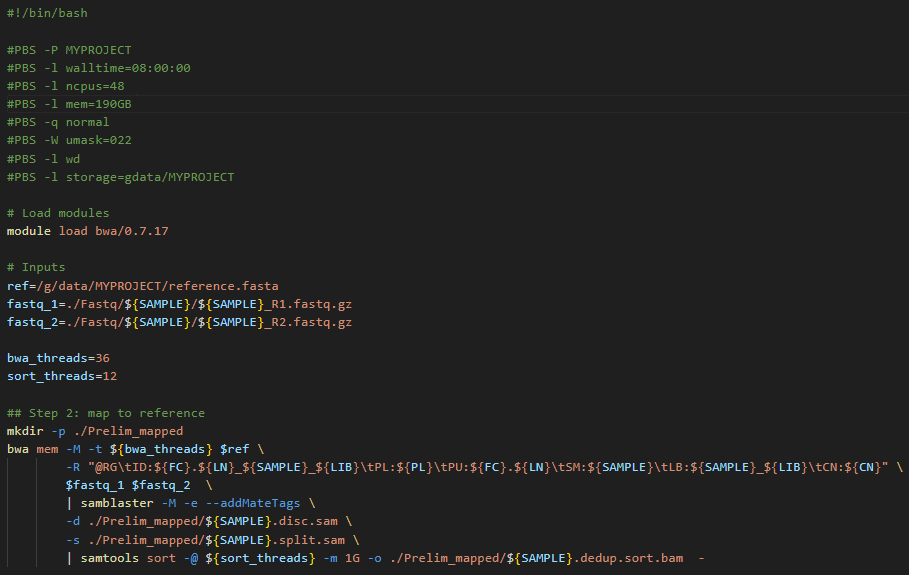 #!/bin/bash
#PBS -P MYPROJECT
#PBS -l walltime=08:00:00
#PBS -l ncpus=48
#PBS -l mem=190GB
#PBS -q normal
#PBS -W umask=022
#PBS -l wd
#PBS -l storage=gdata/MYPROJECT
# Load modules
module load bwa/0.7.17
# Inputs
ref=/g/data/MYPROJECT/reference.fasta
fastq_1=./Fastq/${SAMPLE}/${SAMPLE}_R1.fastq.gz
fastq_2=./Fastq/${SAMPLE}/${SAMPLE}_R2.fastq.gz
bwa_threads=36
sort_threads=12
## Step 2: map to reference
mkdir -p ./Prelim_mapped
bwa mem -M -t ${bwa_threads} $ref \
-R "@RG\tID:${FC}.${LN}_${SAMPLE}_${LIB}\tPL:${PL}\tPU:${FC}.${LN}\tSM:${SAMPLE}\tLB:${SAMPLE}_${LIB}\tCN:${CN}" \
$fastq_1 $fastq_2  \
| samblaster -M -e --addMateTags \
-d ./Prelim_mapped/${SAMPLE}.disc.sam \
-s ./Prelim_mapped/${SAMPLE}.split.sam \
| samtools sort -@ ${sort_threads} -m 1G -o ./Prelim_mapped/${SAMPLE}.dedup.sort.bam  -